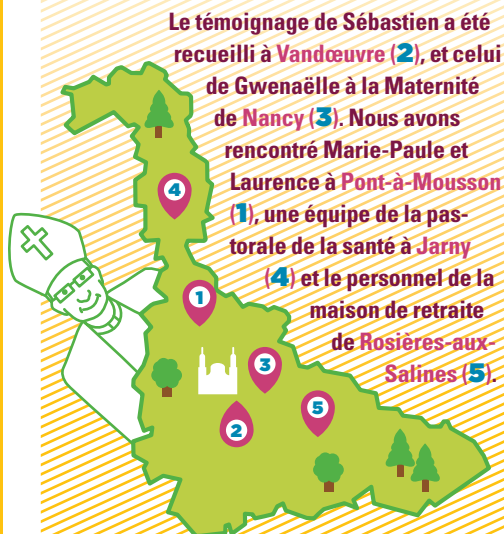 Le témoignage de Sébastien a été
recueilli à Vandœuvre (2), et celui
de Gwenaëlle à la Maternité
de Nancy (3). Nous avons
rencontré Marie-Paule et
Laurence à Pont-à-Mousson
(1), une équipe de la pas-
torale de la santé à Jarny
(4) et le personnel de la
maison de retraite
de Rosières-aux-
Salines (5).
4
1
3
5
2